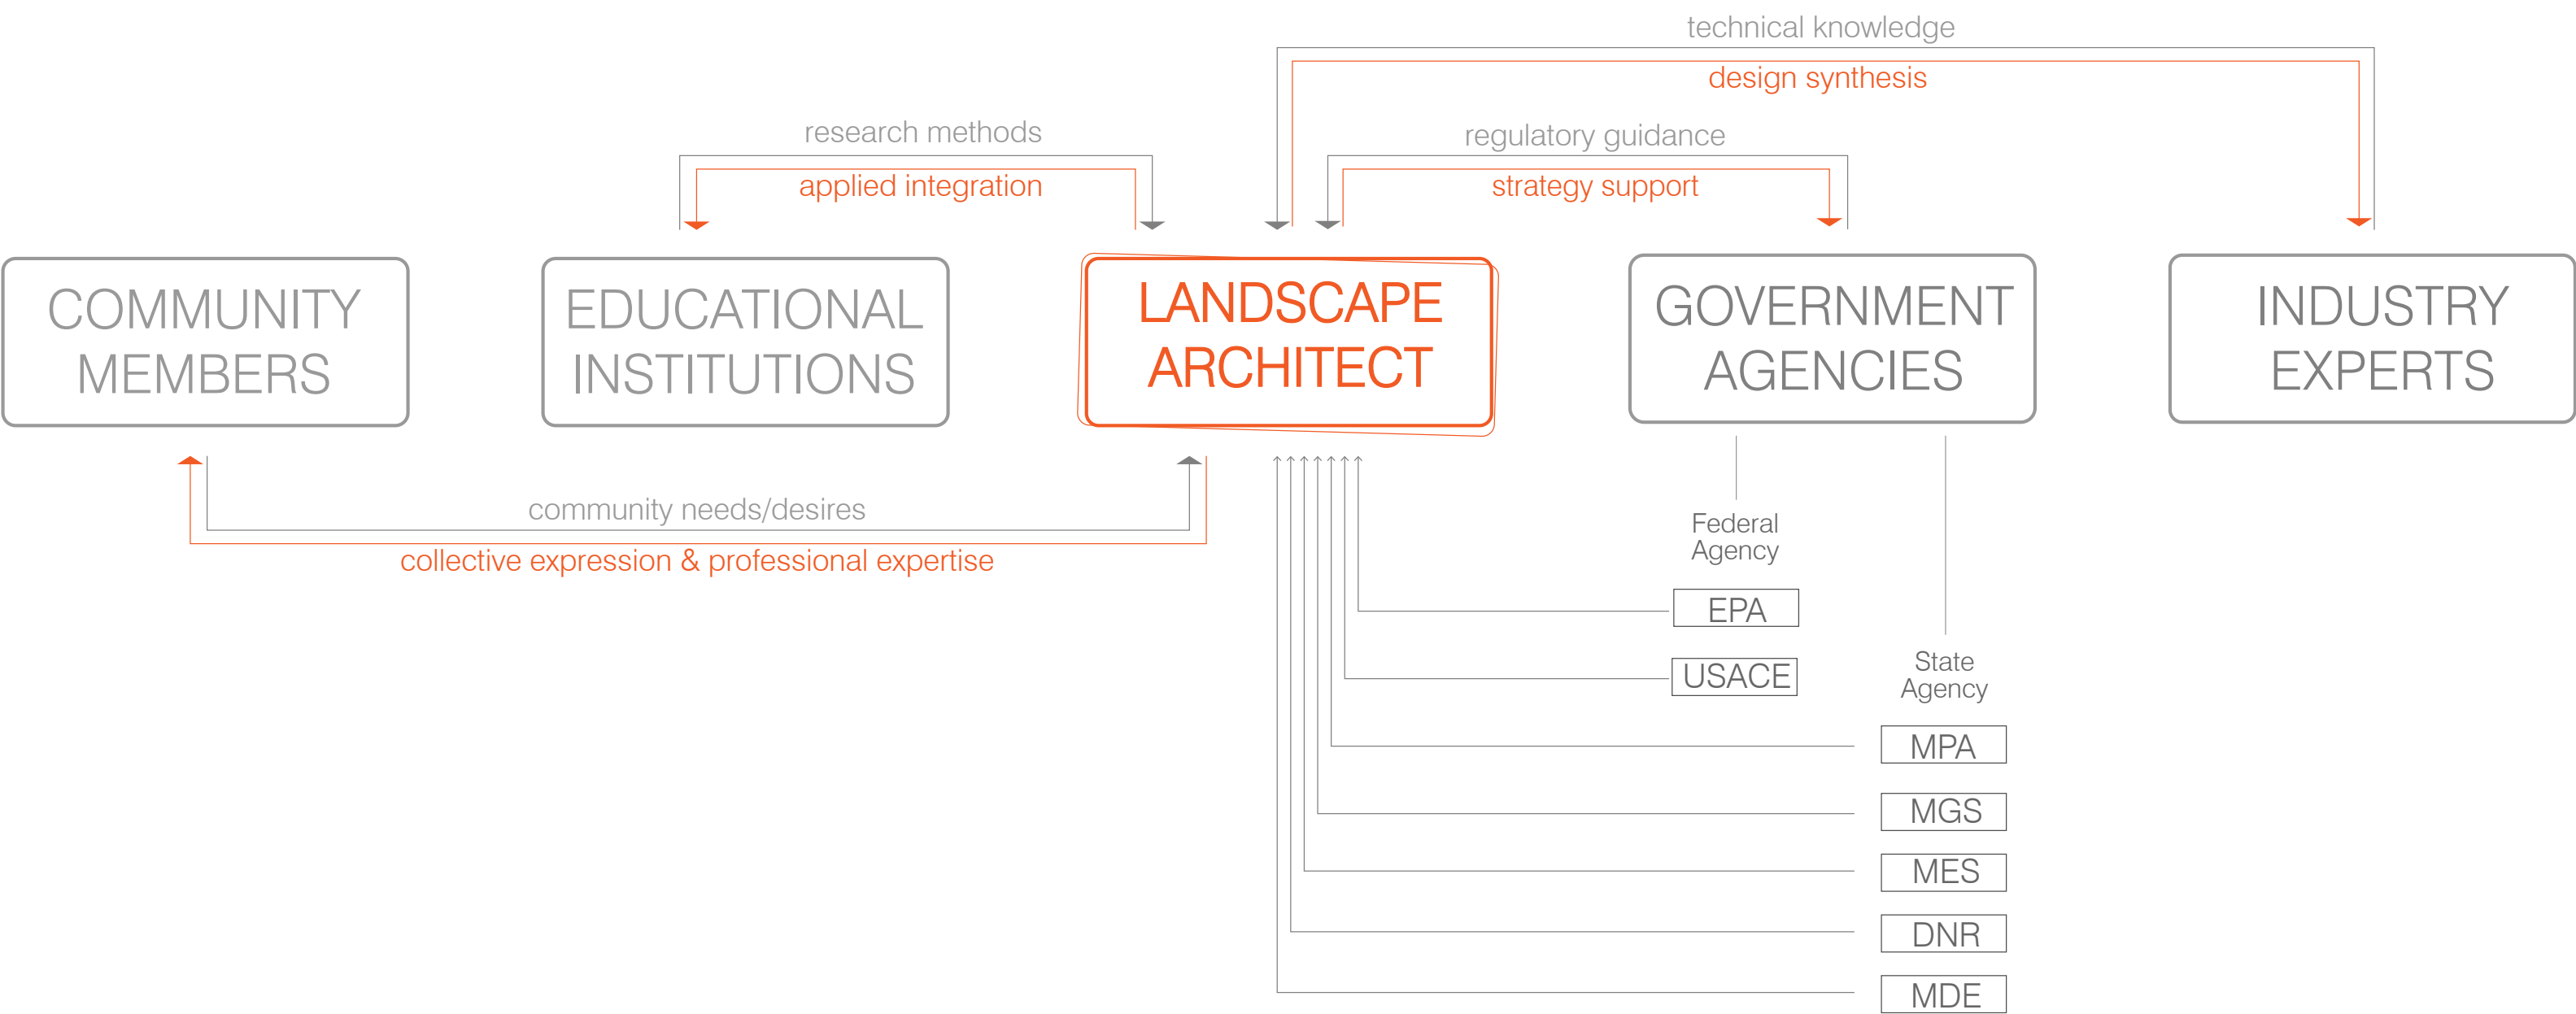 technical knowledge
design synthesis
research methods
applied integration
regulatory guidance
strategy support
COMMUNITY
MEMBERS
EDUCATIONAL
INSTITUTIONS
LANDSCAPE
ARCHITECT
GOVERNMENT
AGENCIES
INDUSTRY
EXPERTS
community needs/desires
collective expression & professional expertise
Federal
Agency
EPA
USACE
State
Agency
MPA
MGS
MES
DNR
MDE